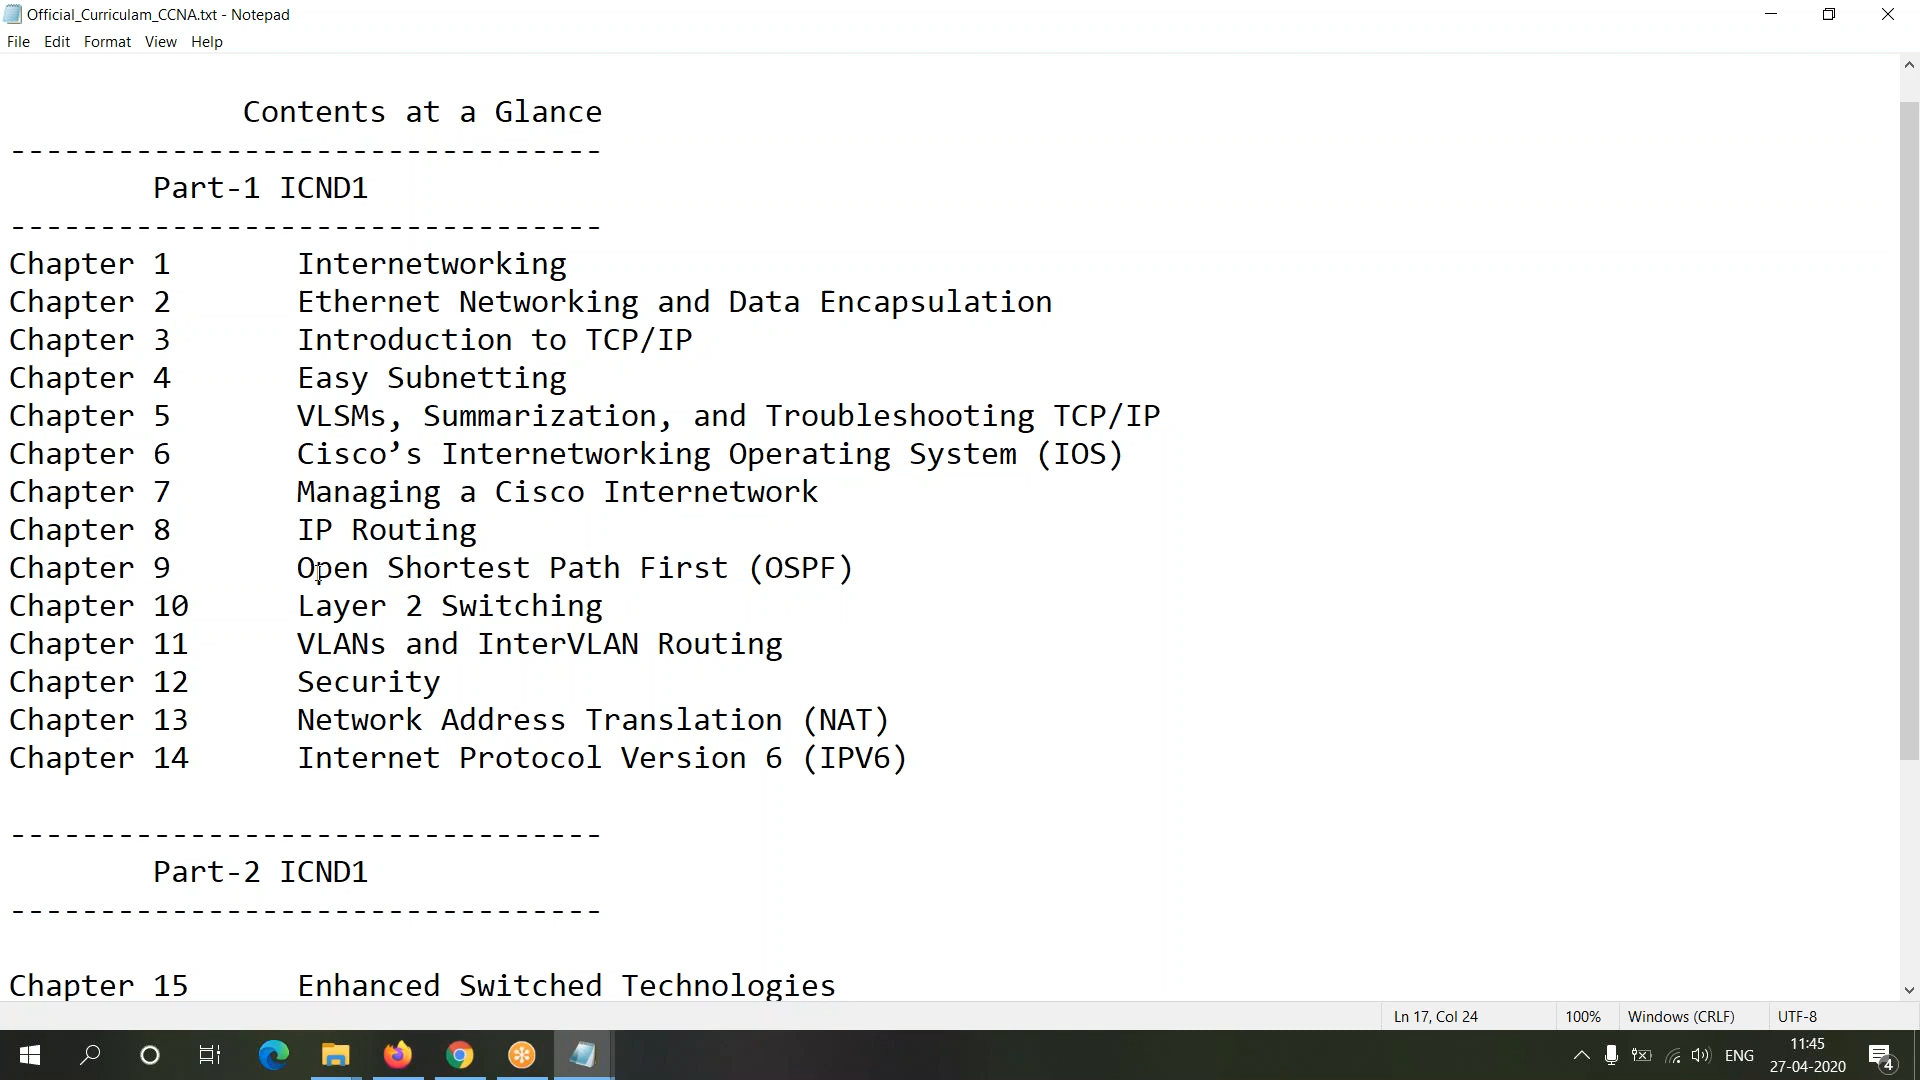 Official_Curriculam_CCNA.txt - Notepad
File Edit Format View Help
Contents at a Glance
---------------------------------
Part-1 ICND1
---------------------------------
Chapter 1 Internetworking
Chapter 2 Ethernet Networking and Data Encapsulation
Chapter 3 Introduction to TCP/IP
Chapter 4 Easy Subnetting
Chapter 5 VLSMs, Summarization, and Troubleshooting TCP/IP
Chapter 6 Cisco’s Internetworking Operating System (IOS)
Chapter 7 Managing a Cisco Internetwork
Chapter 8 IP Routing
Chapter 9 Open Shortest Path First (OSPF)
Chapter 10 Layer 2 Switching
Chapter 11 VLANs and InterVLAN Routing
Chapter 12 Security
Chapter 13 Network Address Translation (NAT)
Chapter 14 Internet Protocol Version 6 (IPV6)
---------------------------------
Part-2 ICND1
---------------------------------
Chapter 15 Enhanced Switched Technologies
Ln 17, Col 24 100% Windows (CRLF) UTF-8
ENG 11:45
27-04-2020 4